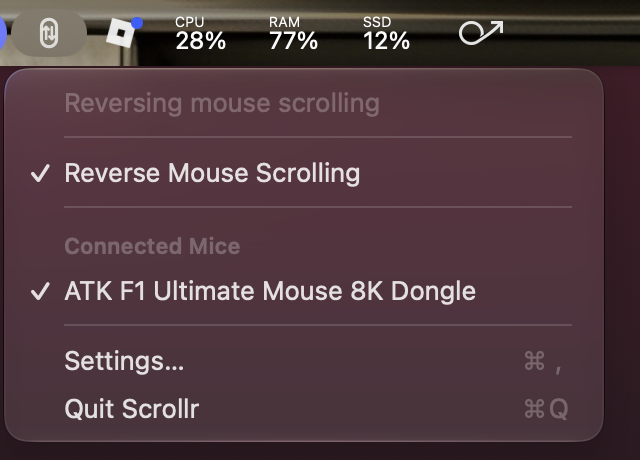 CPU RAM SSD
28% 77% 12%
Reversing mouse scrolling
✓ Reverse Mouse Scrolling
Connected Mice
✓ ATK F1 Ultimate Mouse 8K Dongle
Settings... ⌘ ,
Quit Scrollr ⌘Q